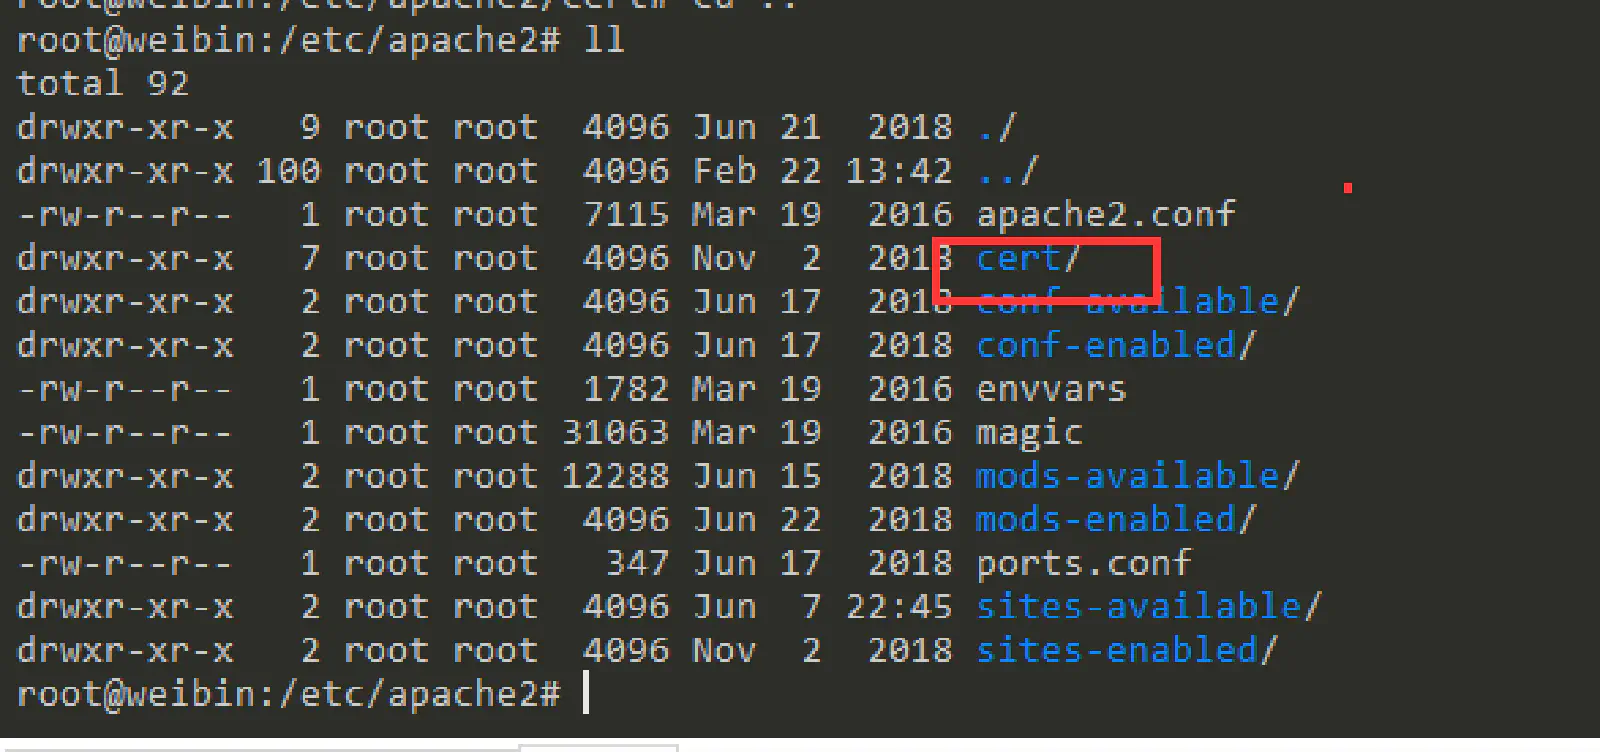 root@weibin:/etc/apache2/cert# cd ..
root@weibin:/etc/apache2# ll
total 92
drwxr-xr-x   9 root root  4096 Jun 21  2018 ./
drwxr-xr-x 100 root root  4096 Feb 22 13:42 ../
-rw-r--r--   1 root root  7115 Mar 19  2016 apache2.conf
drwxr-xr-x   7 root root  4096 Nov  2  2018 cert/
drwxr-xr-x   2 root root  4096 Jun 17  2018 conf-available/
drwxr-xr-x   2 root root  4096 Jun 17  2018 conf-enabled/
-rw-r--r--   1 root root  1782 Mar 19  2016 envvars
-rw-r--r--   1 root root 31063 Mar 19  2016 magic
drwxr-xr-x   2 root root 12288 Jun 15  2018 mods-available/
drwxr-xr-x   2 root root  4096 Jun 22  2018 mods-enabled/
-rw-r--r--   1 root root   347 Jun 17  2018 ports.conf
drwxr-xr-x   2 root root  4096 Jun  7 22:45 sites-available/
drwxr-xr-x   2 root root  4096 Nov  2  2018 sites-enabled/
root@weibin:/etc/apache2#